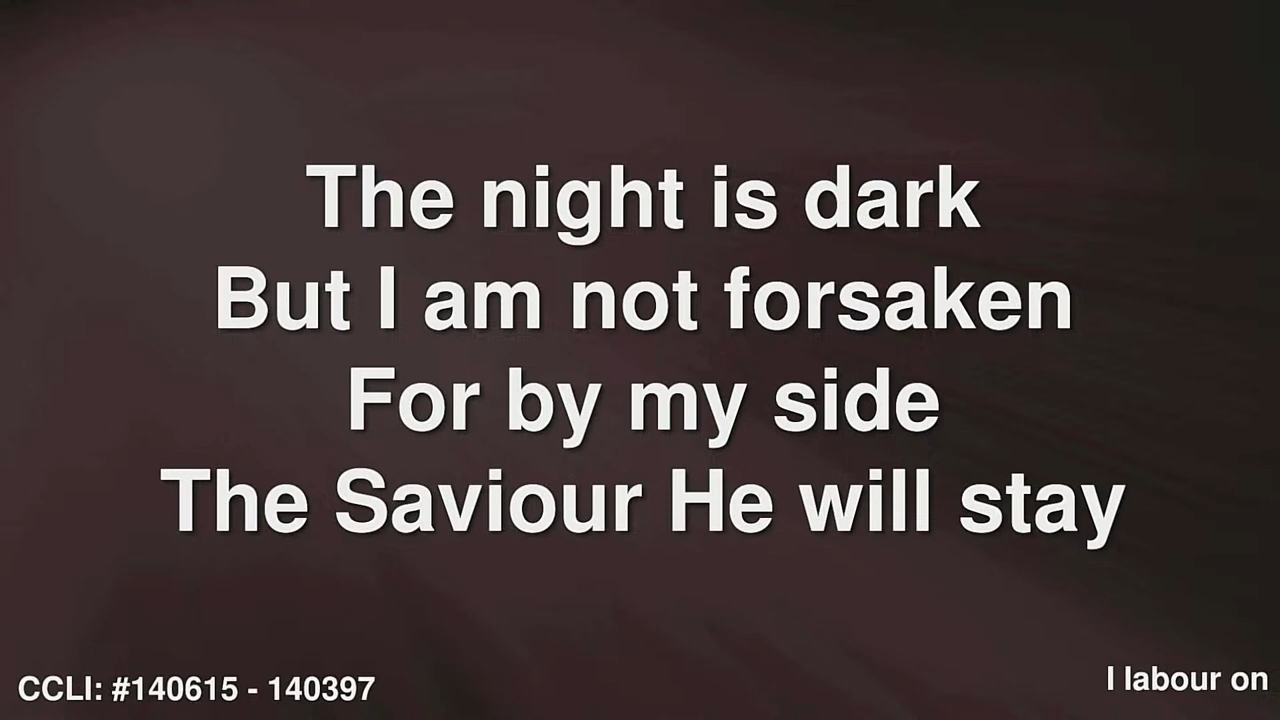 The night is dark
But I am not forsaken
For by my side
The Saviour He will stay
CCLI: #140615 - 140397
I labour on